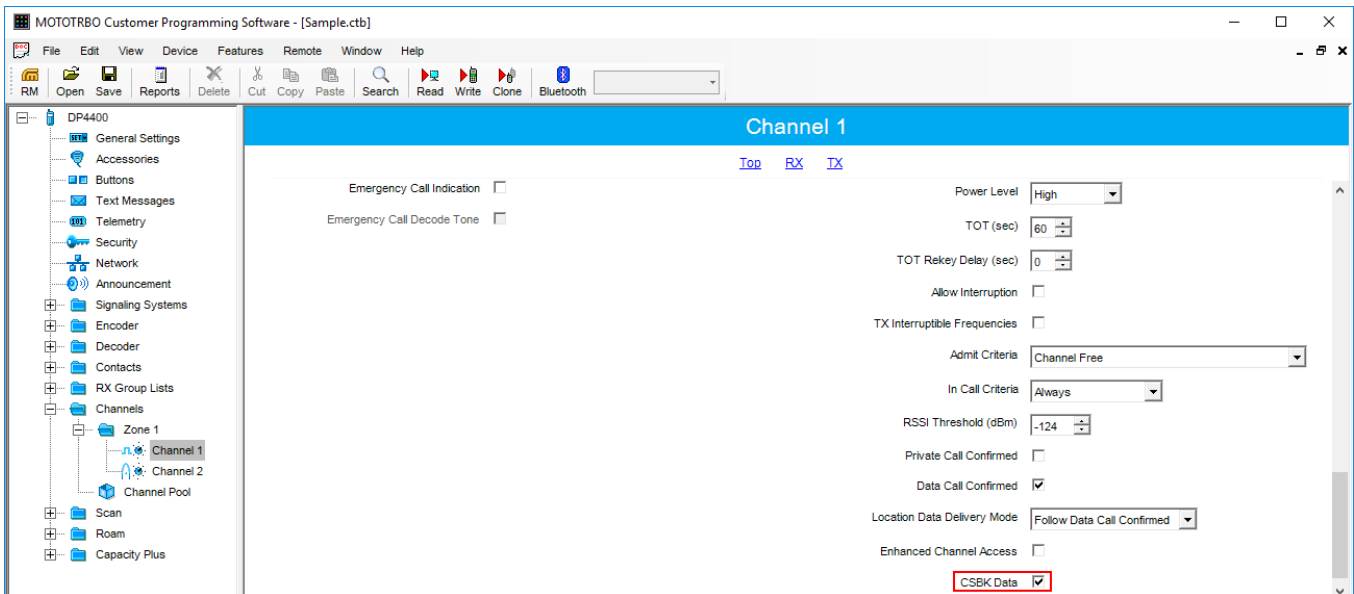 MOTOTRBO Customer Programming Software - [Sample.ctb]
File Edit View Device Features Remote Window Help
RM Open Save Reports Delete Cut Copy Paste Search Read Write Clone Bluetooth
DP4400
General Settings
Accessories
Buttons
Text Messages
Telemetry
Security
Network
Announcement
Signaling Systems
Encoder
Decoder
Contacts
RX Group Lists
Channels
Zone 1
Channel 1
Channel 2
Channel Pool
Scan
Roam
Capacity Plus
Channel 1
Top RX TX
Emergency Call Indication
Emergency Call Decode Tone
Power Level High
TOT (sec) 60
TOT Rekey Delay (sec) 0
Allow Interruption
TX Interruptible Frequencies
Admit Criteria Channel Free
In Call Criteria Always
RSSI Threshold (dBm) -124
Private Call Confirmed
Data Call Confirmed
Location Data Delivery Mode Follow Data Call Confirmed
Enhanced Channel Access
CSBK Data